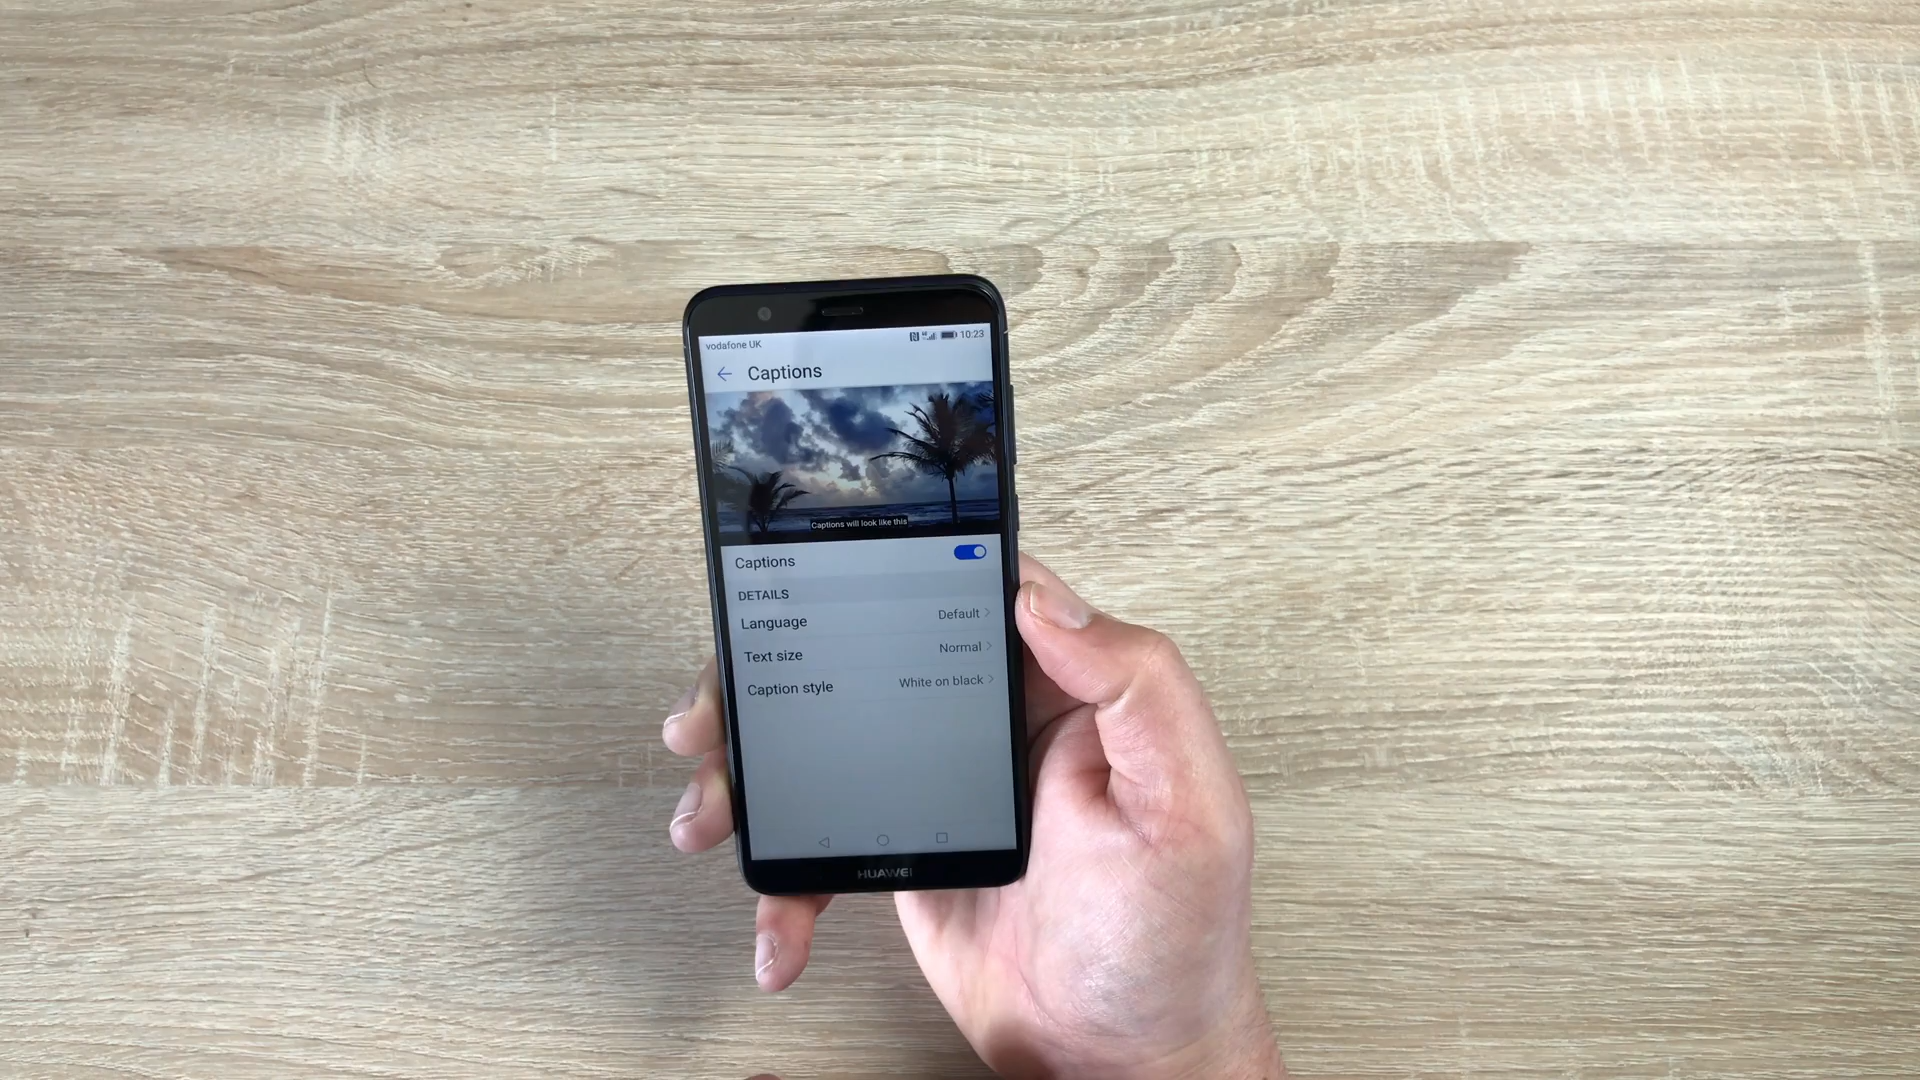 vodafone UK
10:23
Captions
Captions will look like this
Captions
DETAILS
Language Default
Text size Normal
Caption style White on black
HUAWEI